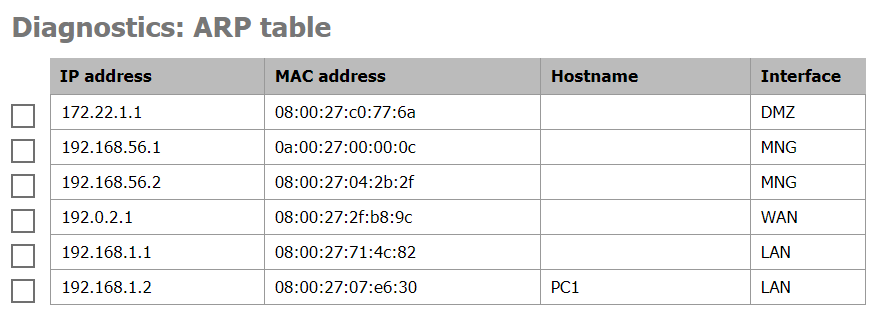 Diagnostics: ARP table
IP address MAC address Hostname Interface
172.22.1.1 08:00:27:c0:77:6a DMZ
192.168.56.1 0a:00:27:00:00:0c MNG
192.168.56.2 08:00:27:04:2b:2f MNG
192.0.2.1 08:00:27:2f:b8:9c WAN
192.168.1.1 08:00:27:71:4c:82 LAN
192.168.1.2 08:00:27:07:e6:30 PC1 LAN